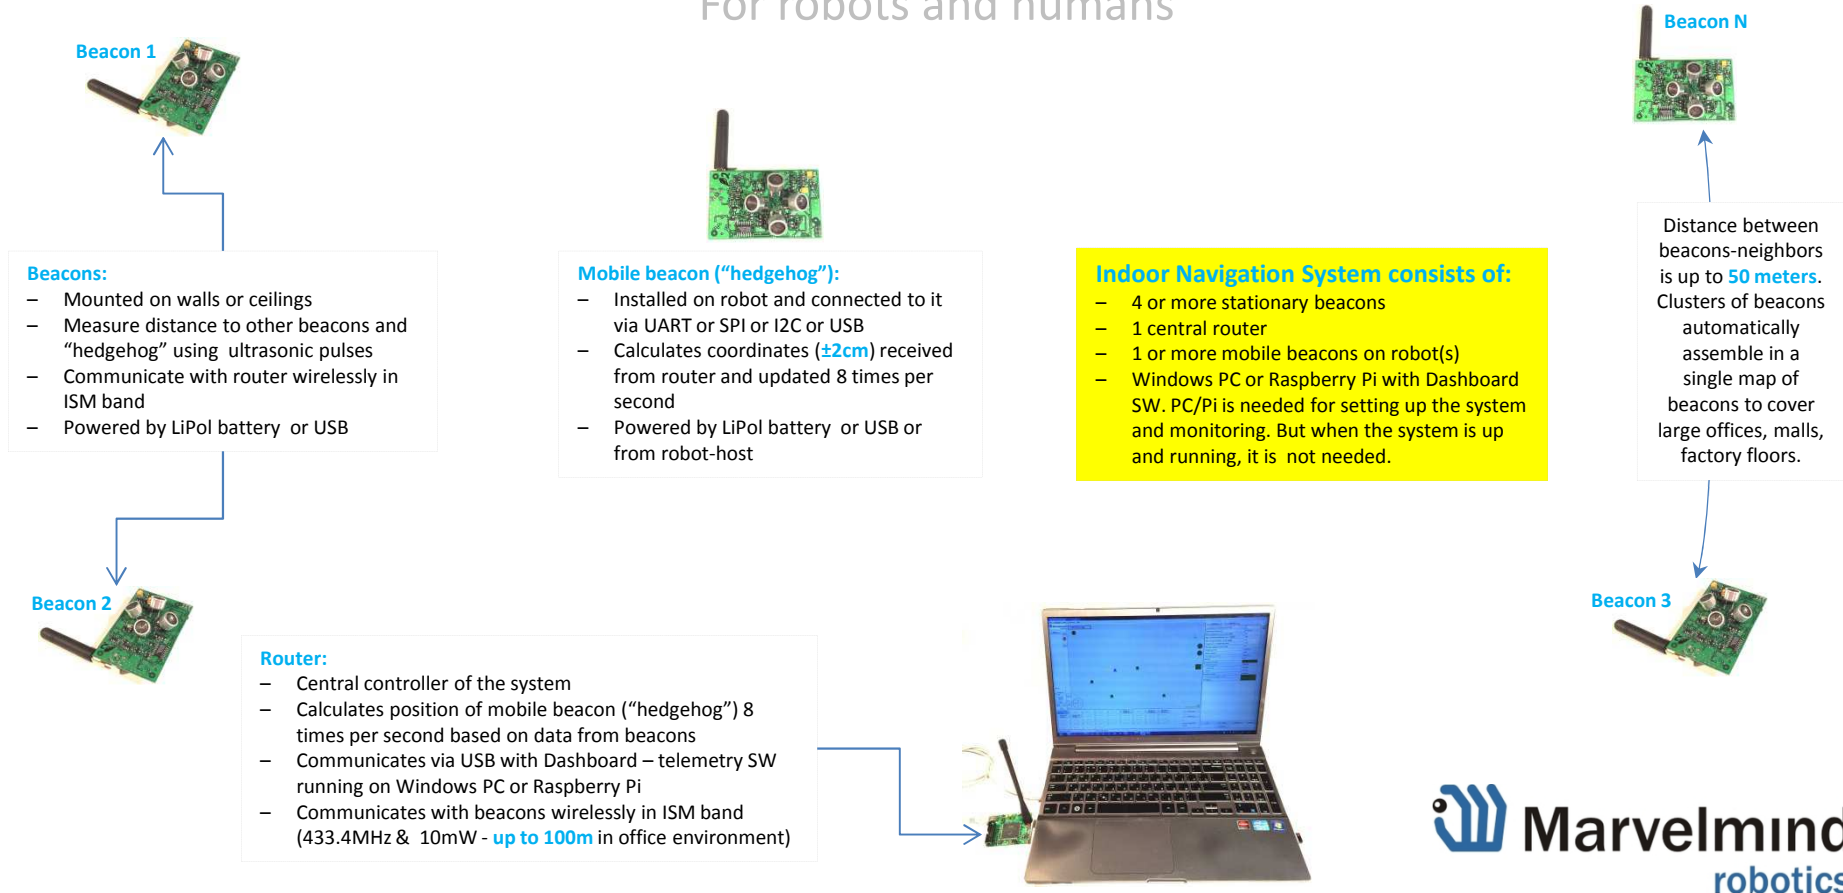 For robots and humans
Beacon 1
Beacon N
Beacons:
– Mounted on walls or ceilings
– Measure distance to other beacons and
“hedgehog” using ultrasonic pulses
– Communicate with router wirelessly in
ISM band
– Powered by LiPol battery or USB
Mobile beacon (“hedgehog”):
– Installed on robot and connected to it
via UART or SPI or I2C or USB
– Calculates coordinates (±2cm) received
from router and updated 8 times per
second
– Powered by LiPol battery or USB or
from robot-host
Indoor Navigation System consists of:
– 4 or more stationary beacons
– 1 central router
– 1 or more mobile beacons on robot(s)
– Windows PC or Raspberry Pi with Dashboard
SW. PC/Pi is needed for setting up the system
and monitoring. But when the system is up
and running, it is not needed.
Distance between
beacons-neighbors
is up to 50 meters.
Clusters of beacons
automatically
assemble in a
single map of
beacons to cover
large offices, malls,
factory floors.
Beacon 2
Beacon 3
Router:
– Central controller of the system
– Calculates position of mobile beacon (“hedgehog”) 8
times per second based on data from beacons
– Communicates via USB with Dashboard – telemetry SW
running on Windows PC or Raspberry Pi
– Communicates with beacons wirelessly in ISM band
(433.4MHz & 10mW - up to 100m in office environment)
Marvelmind
robotics